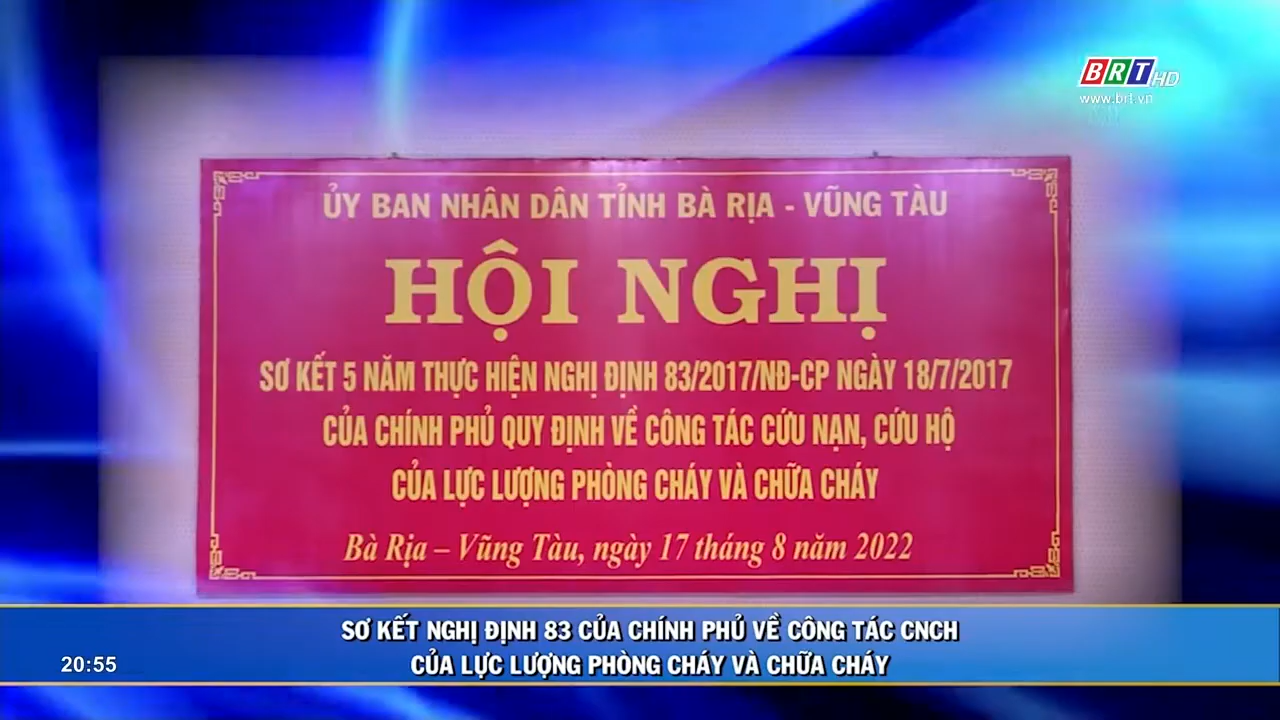 BRT HD
www.brt.vn
ỦY BAN NHÂN DÂN TỈNH BÀ RỊA - VŨNG TÀU
HỘI NGHỊ
SƠ KẾT 5 NĂM THỰC HIỆN NGHỊ ĐỊNH 83/2017/NĐ-CP NGÀY 18/7/2017
CỦA CHÍNH PHỦ QUY ĐỊNH VỀ CÔNG TÁC CỨU NẠN, CỨU HỘ
CỦA LỰC LƯỢNG PHÒNG CHÁY VÀ CHỮA CHÁY
Bà Rịa – Vũng Tàu, ngày 17 tháng 8 năm 2022
SƠ KẾT NGHỊ ĐỊNH 83 CỦA CHÍNH PHỦ VỀ CÔNG TÁC CNCH
CỦA LỰC LƯỢNG PHÒNG CHÁY VÀ CHỮA CHÁY
20:55